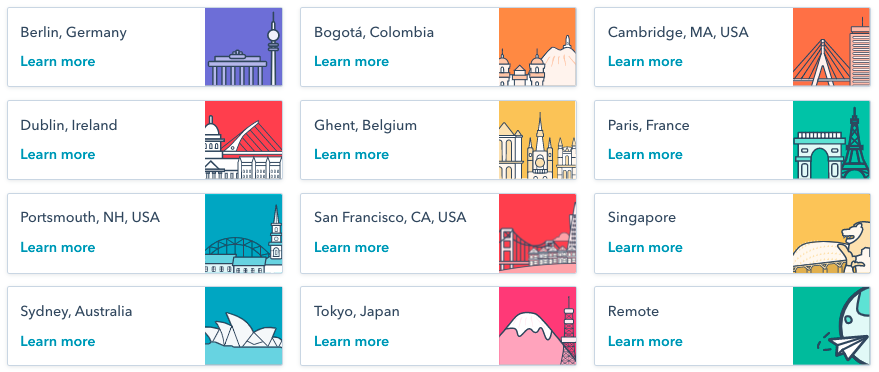 Berlin, Germany
Learn more
Bogotá, Colombia
Learn more
Cambridge, MA, USA
Learn more
Dublin, Ireland
Learn more
Ghent, Belgium
Learn more
Paris, France
Learn more
Portsmouth, NH, USA
Learn more
San Francisco, CA, USA
Learn more
Singapore
Learn more
Sydney, Australia
Learn more
Tokyo, Japan
Learn more
Remote
Learn more